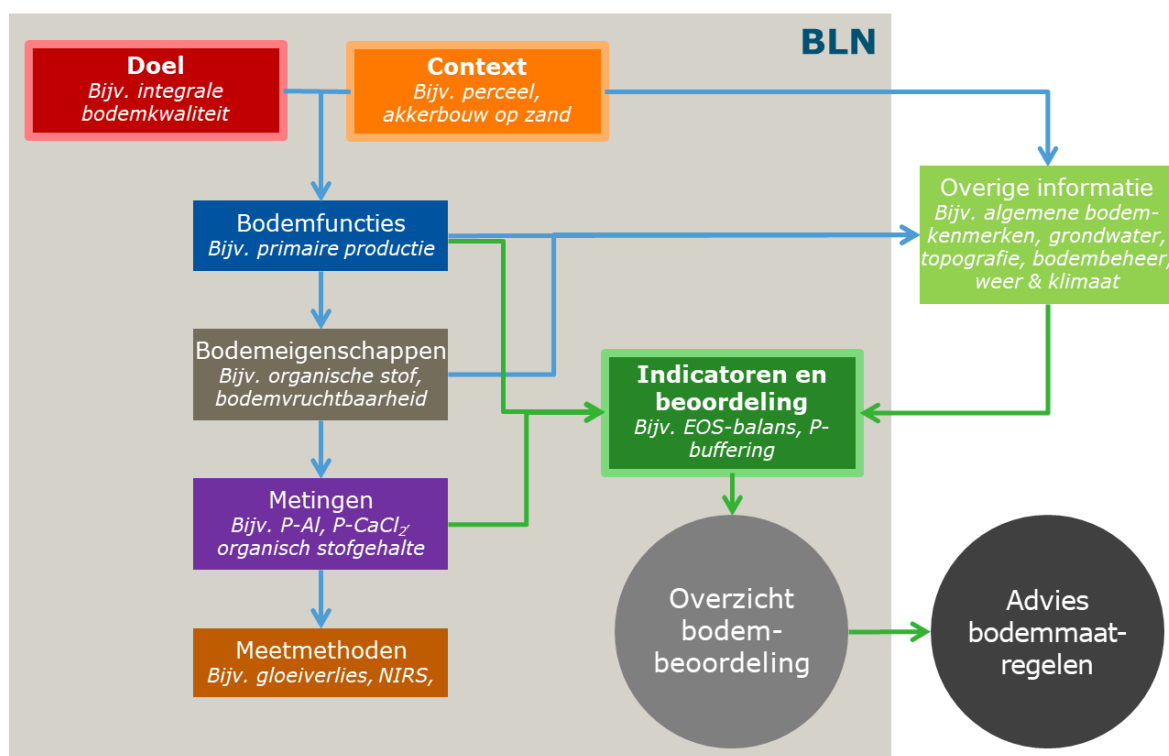 BLN
Doel
Bijv. integrale
bodemkwaliteit
Context
Bijv. perceel,
akkerbouw op zand
Overige informatie
Bijv. algemene bodem-
kenmerken, grondwater,
topografie, bodembeheer,
weer & klimaat
Bodemfuncties
Bijv. primaire productie
Bodemeigenschappen
Bijv. organische stof,
bodemvruchtbaarheid
Indicatoren en
beoordeling
Bijv. EOS-balans, P-
buffering
Metingen
Bijv. P-Al, P-CaCl₂,
organisch stofgehalte
Meetmethoden
Bijv. gloeiverlies, NIRS,
Overzicht
bodem-
beoordeling
Advies
bodemmaat-
regelen